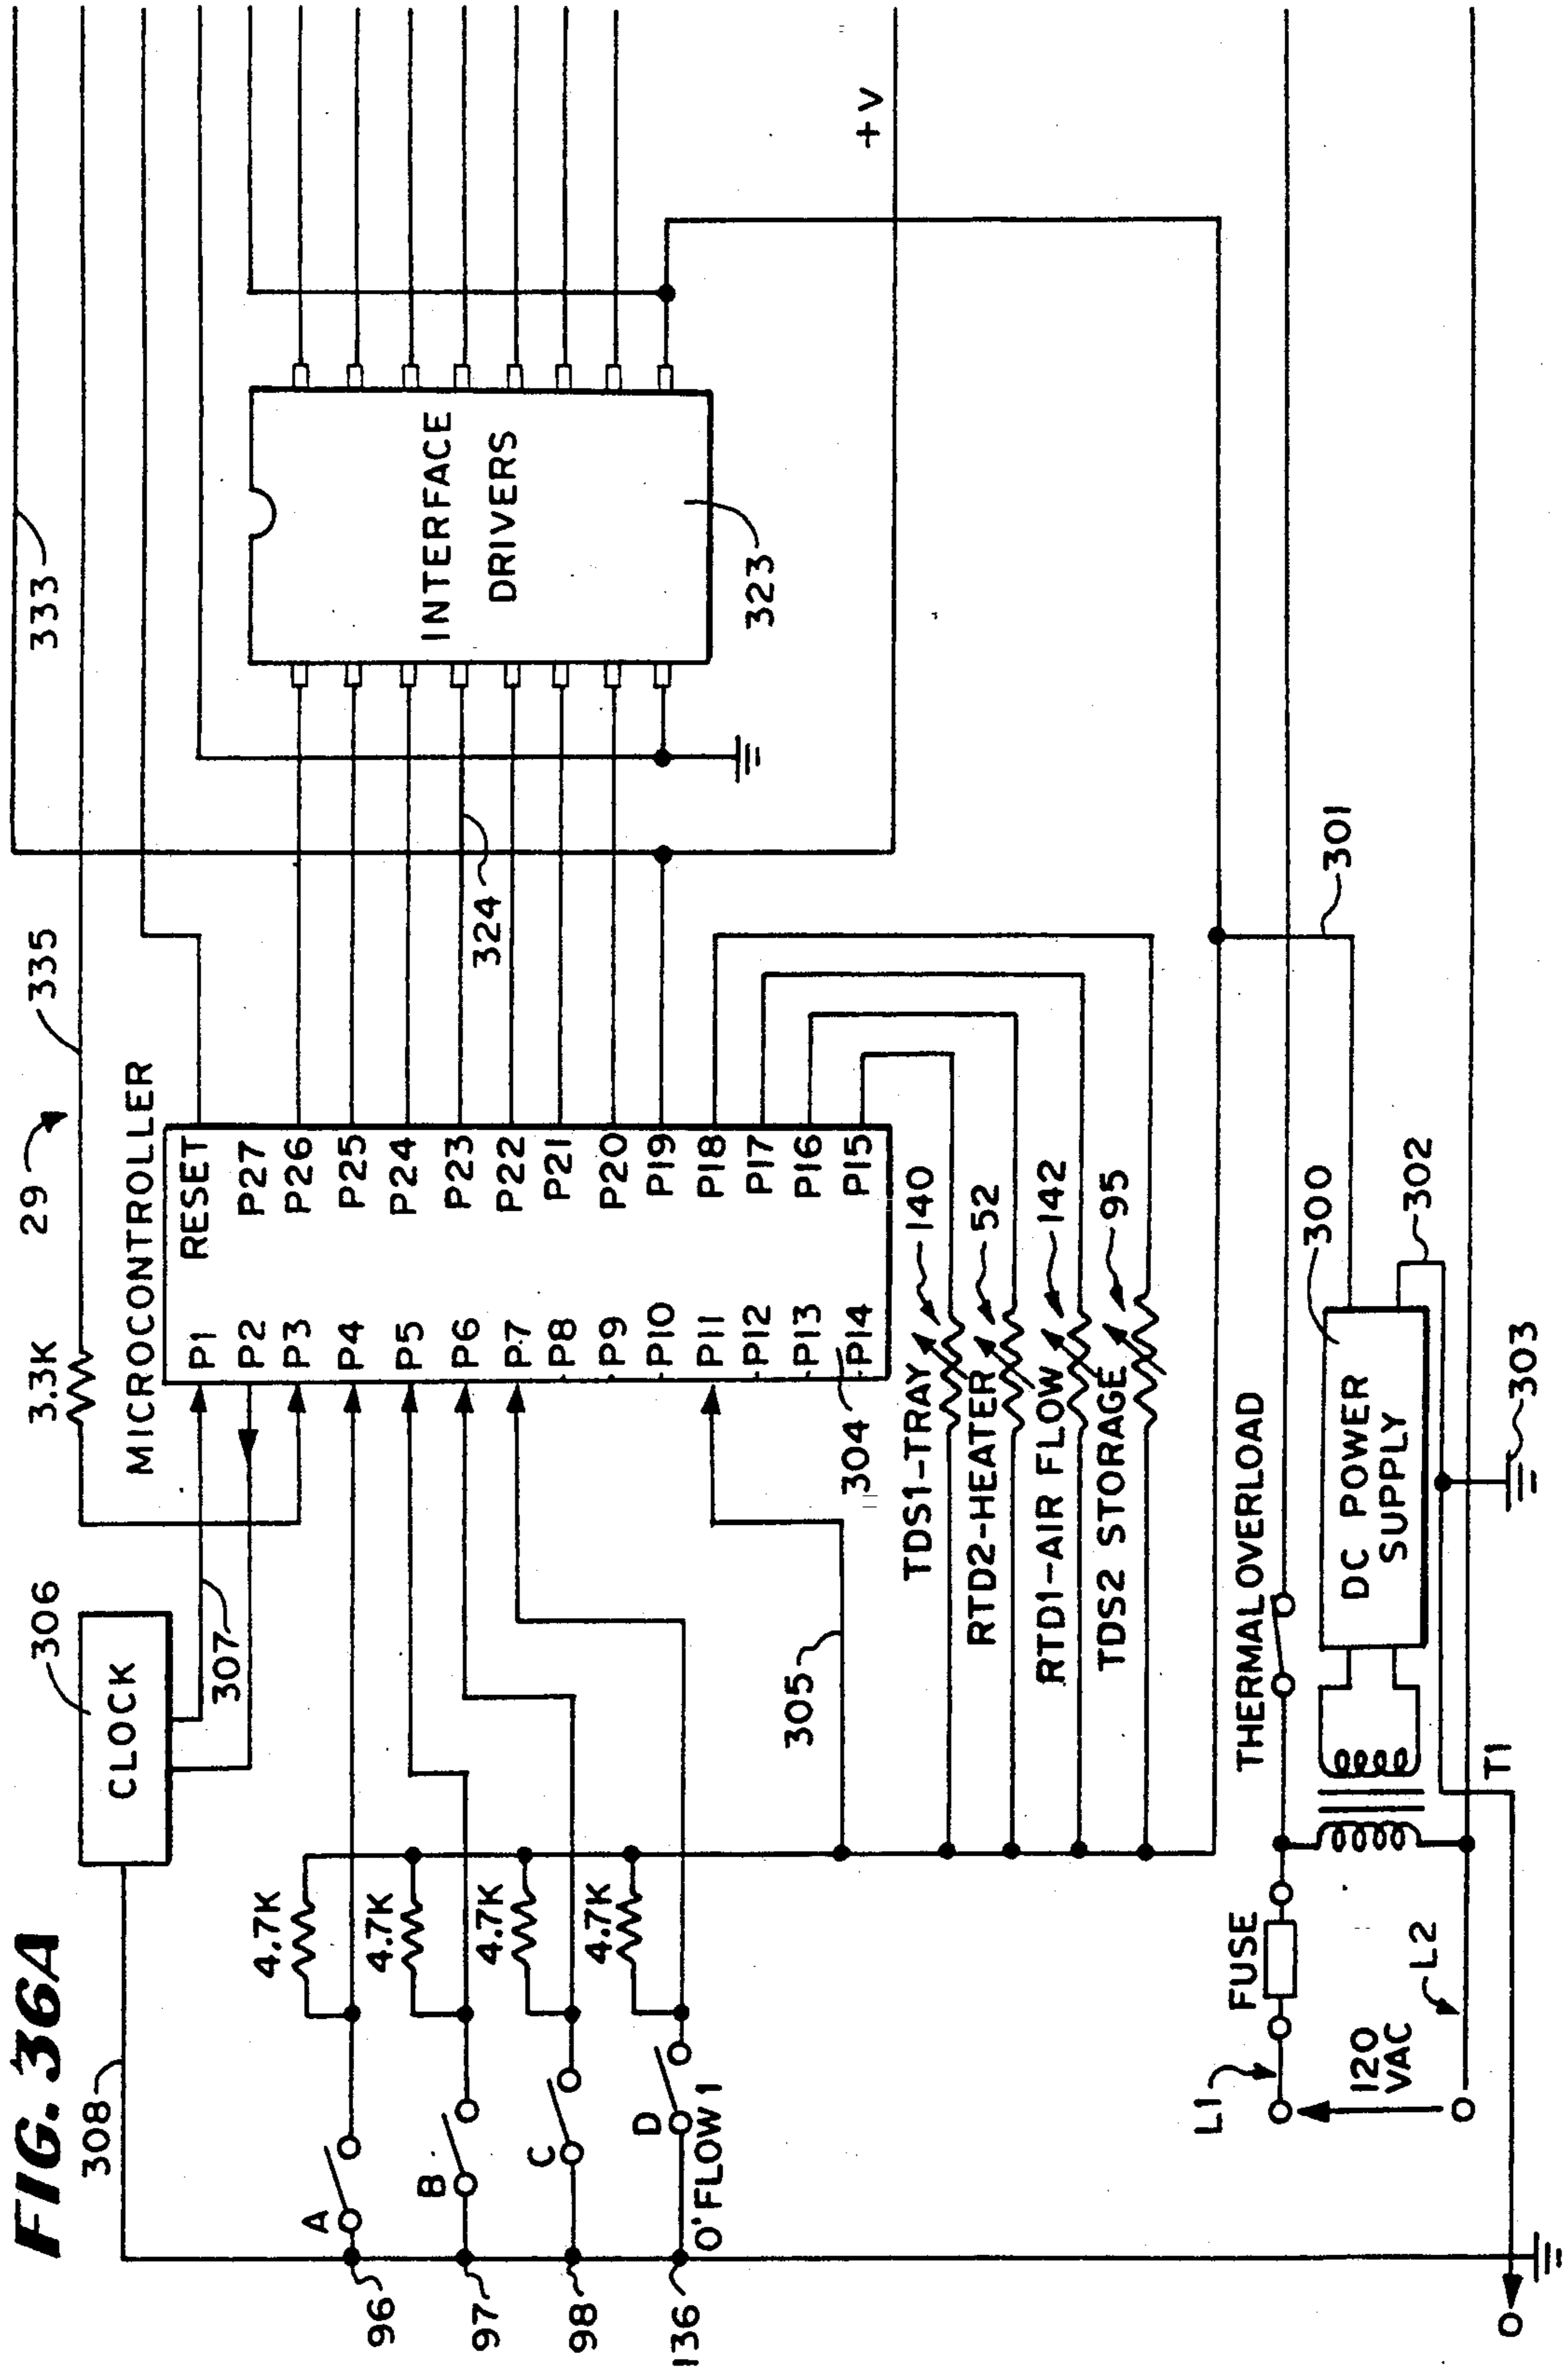 FIG. 36A
308
306
CLOCK
307
3.3K
29
335
333
MICROCONTROLLER
P1
P2
P3
P4
P5
P6
P7
P8
P9
P10
P11
P12
P13
P14
RESET
P27
P26
P25
P24
P23
P22
P21
P20
P19
P18
P17
P16
P15
304
324
INTERFACE
DRIVERS
323
+V
4.7K
4.7K
4.7K
4.7K
A
B
C
D
O'FLOW 1
96
97
98
136
305
TDS1-TRAY
140
RTD2-HEATER
52
RTD1-AIR FLOW
142
TDS2 STORAGE
95
THERMAL OVERLOAD
301
FUSE
L1
120
VAC
L2
T1
DC POWER
SUPPLY
300
302
303
O